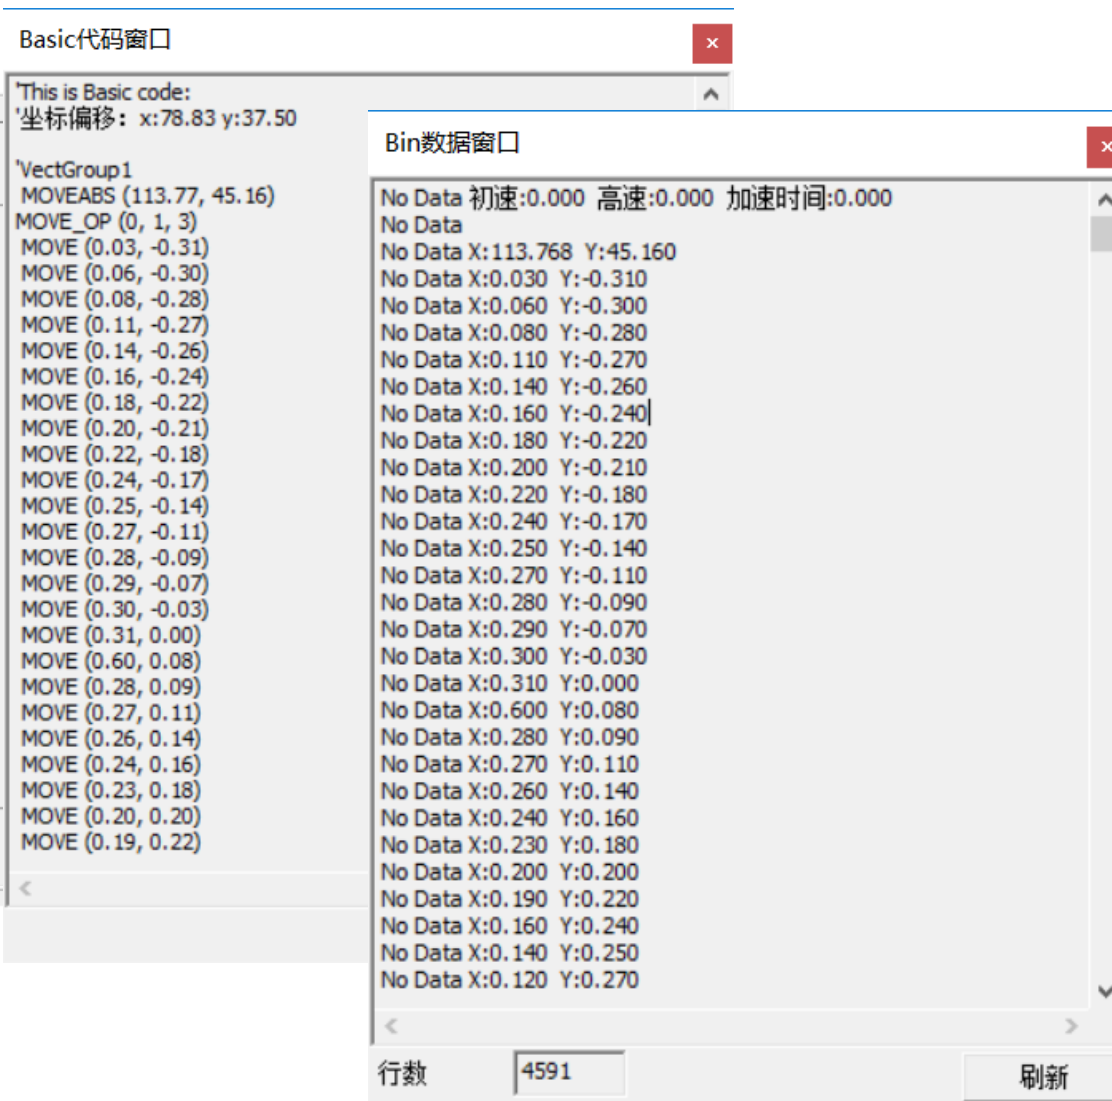 Basic代码窗口
'This is Basic code:
'坐标偏移：x:78.83 y:37.50
'VectGroup1
MOVEABS (113.77, 45.16)
MOVE_OP (0, 1, 3)
MOVE (0.03, -0.31)
MOVE (0.06, -0.30)
MOVE (0.08, -0.28)
MOVE (0.11, -0.27)
MOVE (0.14, -0.26)
MOVE (0.16, -0.24)
MOVE (0.18, -0.22)
MOVE (0.20, -0.21)
MOVE (0.22, -0.18)
MOVE (0.24, -0.17)
MOVE (0.25, -0.14)
MOVE (0.27, -0.11)
MOVE (0.28, -0.09)
MOVE (0.29, -0.07)
MOVE (0.30, -0.03)
MOVE (0.31, 0.00)
MOVE (0.60, 0.08)
MOVE (0.28, 0.09)
MOVE (0.27, 0.11)
MOVE (0.26, 0.14)
MOVE (0.24, 0.16)
MOVE (0.23, 0.18)
MOVE (0.20, 0.20)
MOVE (0.19, 0.22)
Bin数据窗口
No Data 初速:0.000 高速:0.000 加速时间:0.000
No Data
No Data X:113.768 Y:45.160
No Data X:0.030 Y:-0.310
No Data X:0.060 Y:-0.300
No Data X:0.080 Y:-0.280
No Data X:0.110 Y:-0.270
No Data X:0.140 Y:-0.260
No Data X:0.160 Y:-0.240
No Data X:0.180 Y:-0.220
No Data X:0.200 Y:-0.210
No Data X:0.220 Y:-0.180
No Data X:0.240 Y:-0.170
No Data X:0.250 Y:-0.140
No Data X:0.270 Y:-0.110
No Data X:0.280 Y:-0.090
No Data X:0.290 Y:-0.070
No Data X:0.300 Y:-0.030
No Data X:0.310 Y:0.000
No Data X:0.600 Y:0.080
No Data X:0.280 Y:0.090
No Data X:0.270 Y:0.110
No Data X:0.260 Y:0.140
No Data X:0.240 Y:0.160
No Data X:0.230 Y:0.180
No Data X:0.200 Y:0.200
No Data X:0.190 Y:0.220
No Data X:0.160 Y:0.240
No Data X:0.140 Y:0.250
No Data X:0.120 Y:0.270
行数 4591 刷新